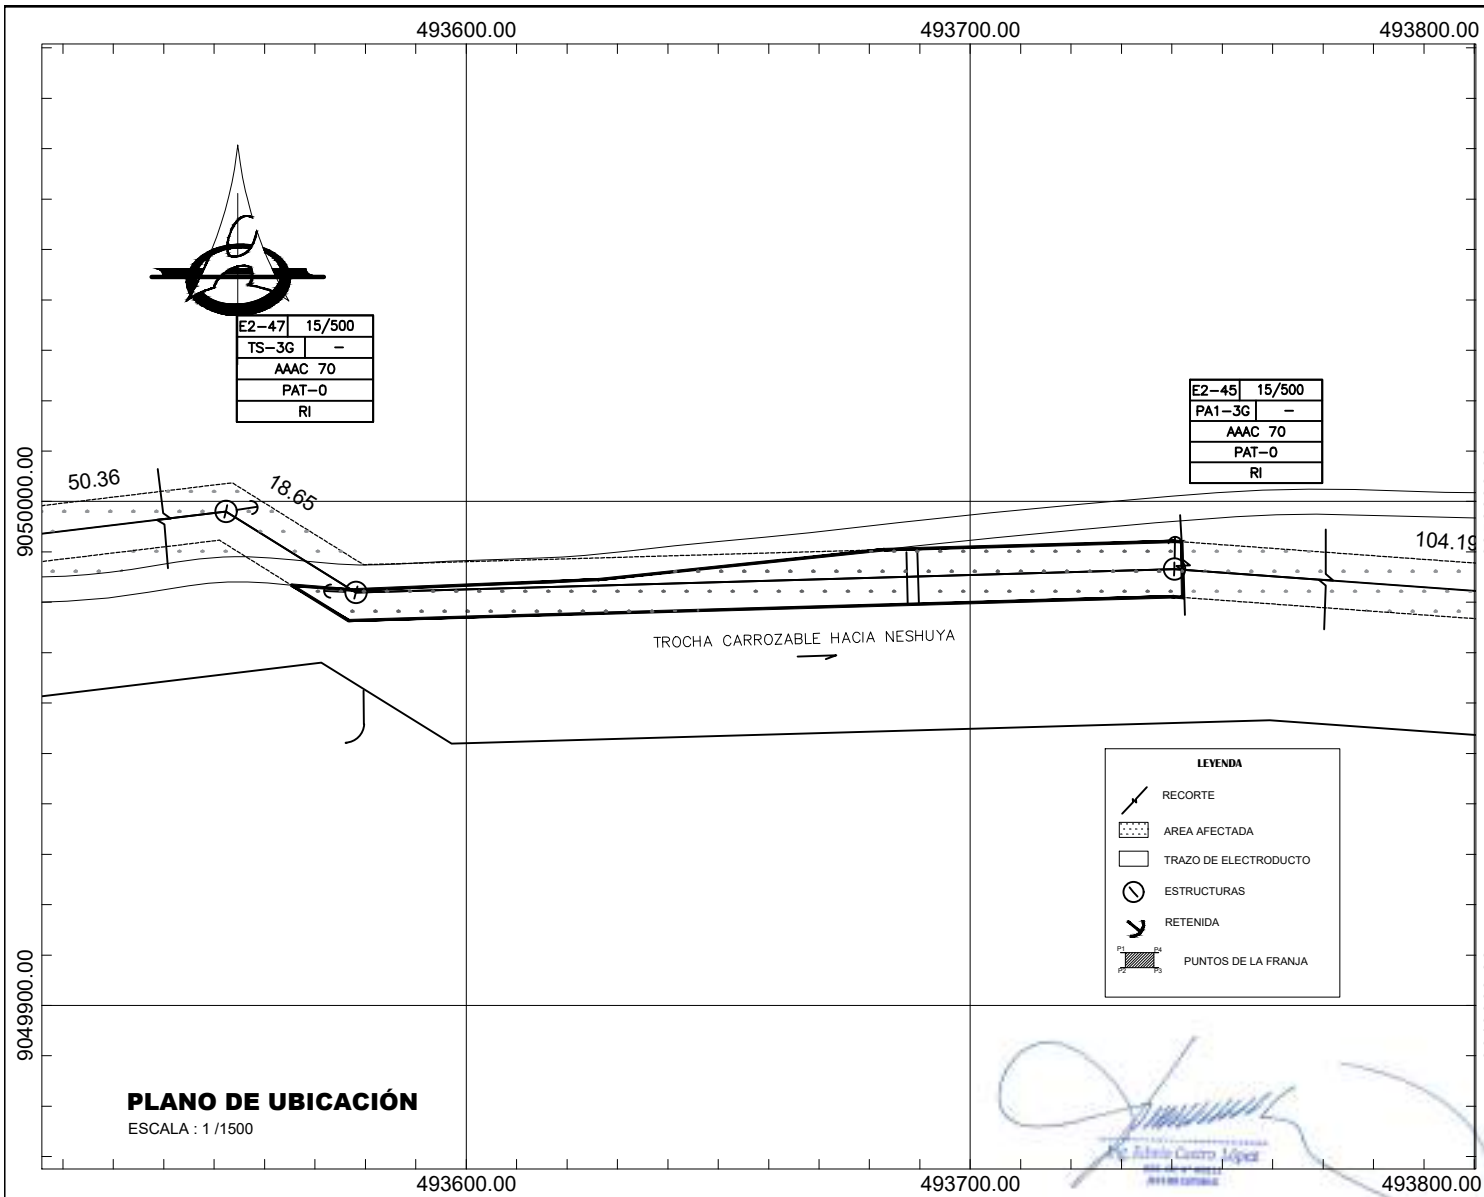 493600.00
493700.00
493800.00
E2-47 15/500
TS-3G -
AAAC 70
PAT-0
RI
E2-45 15/500
PA1-3G -
AAAC 70
PAT-0
RI
9050000.00
50.36
18.65
104.19
TROCHA CARROZABLE HACIA NESHUYA
LEYENDA
RECORTE
AREA AFECTADA
TRAZO DE ELECTRODUCTO
ESTRUCTURAS
RETENIDA
P1 P4
P2 P3
PUNTOS DE LA FRANJA
9049900.00
PLANO DE UBICACIÓN
ESCALA : 1 /1500
Castro López
493600.00
493700.00
493800.00